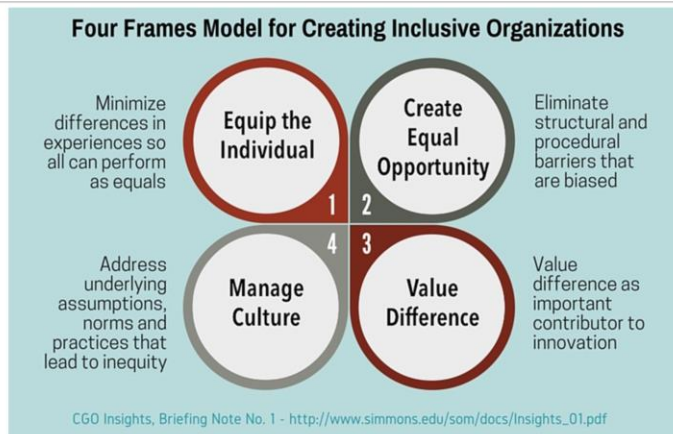 Four Frames Model for Creating Inclusive Organizations
Minimize
differences in
experiences so
all can perform
as equals
Equip the
Individual
1
Create
Equal
Opportunity
2
Eliminate
structural and
procedural
barriers that
are biased
Address
underlying
assumptions,
norms and
practices that
lead to inequity
Manage
Culture
4
3
Value
Difference
Value
difference as
important
contributor to
innovation
CGO Insights, Briefing Note No. 1 - http://www.simmons.edu/som/docs/Insights_01.pdf